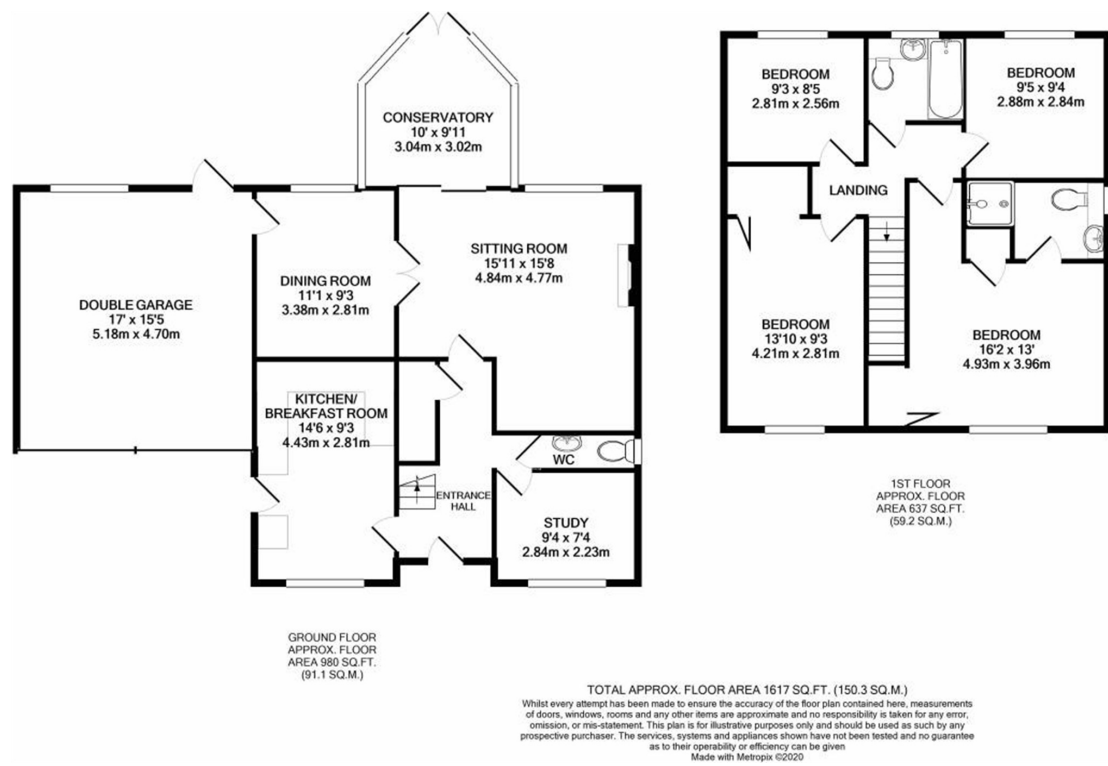 CONSERVATORY
10' x 9'11
3.04m x 3.02m
DOUBLE GARAGE
17' x 15'5
5.18m x 4.70m
DINING ROOM
11'1 x 9'3
3.38m x 2.81m
SITTING ROOM
15'11 x 15'8
4.84m x 4.77m
KITCHEN/
BREAKFAST ROOM
14'6 x 9'3
4.43m x 2.81m
ENTRANCE
HALL
WC
STUDY
9'4 x 7'4
2.84m x 2.23m
GROUND FLOOR
APPROX. FLOOR
AREA 980 SQ.FT.
(91.1 SQ.M.)
BEDROOM
9'3 x 8'5
2.81m x 2.56m
BEDROOM
9'5 x 9'4
2.88m x 2.84m
LANDING
BEDROOM
13'10 x 9'3
4.21m x 2.81m
BEDROOM
16'2 x 13'
4.93m x 3.96m
1ST FLOOR
APPROX. FLOOR
AREA 637 SQ.FT.
(59.2 SQ.M.)
TOTAL APPROX. FLOOR AREA 1617 SQ.FT. (150.3 SQ.M.)
Whilst every attempt has been made to ensure the accuracy of the floor plan contained here, measurements
of doors, windows, rooms and any other items are approximate and no responsibility is taken for any error,
omission, or mis-statement. This plan is for illustrative purposes only and should be used as such by any
prospective purchaser. The services, systems and appliances shown have not been tested and no guarantee
as to their operability or efficiency can be given
Made with Metropix ©2020